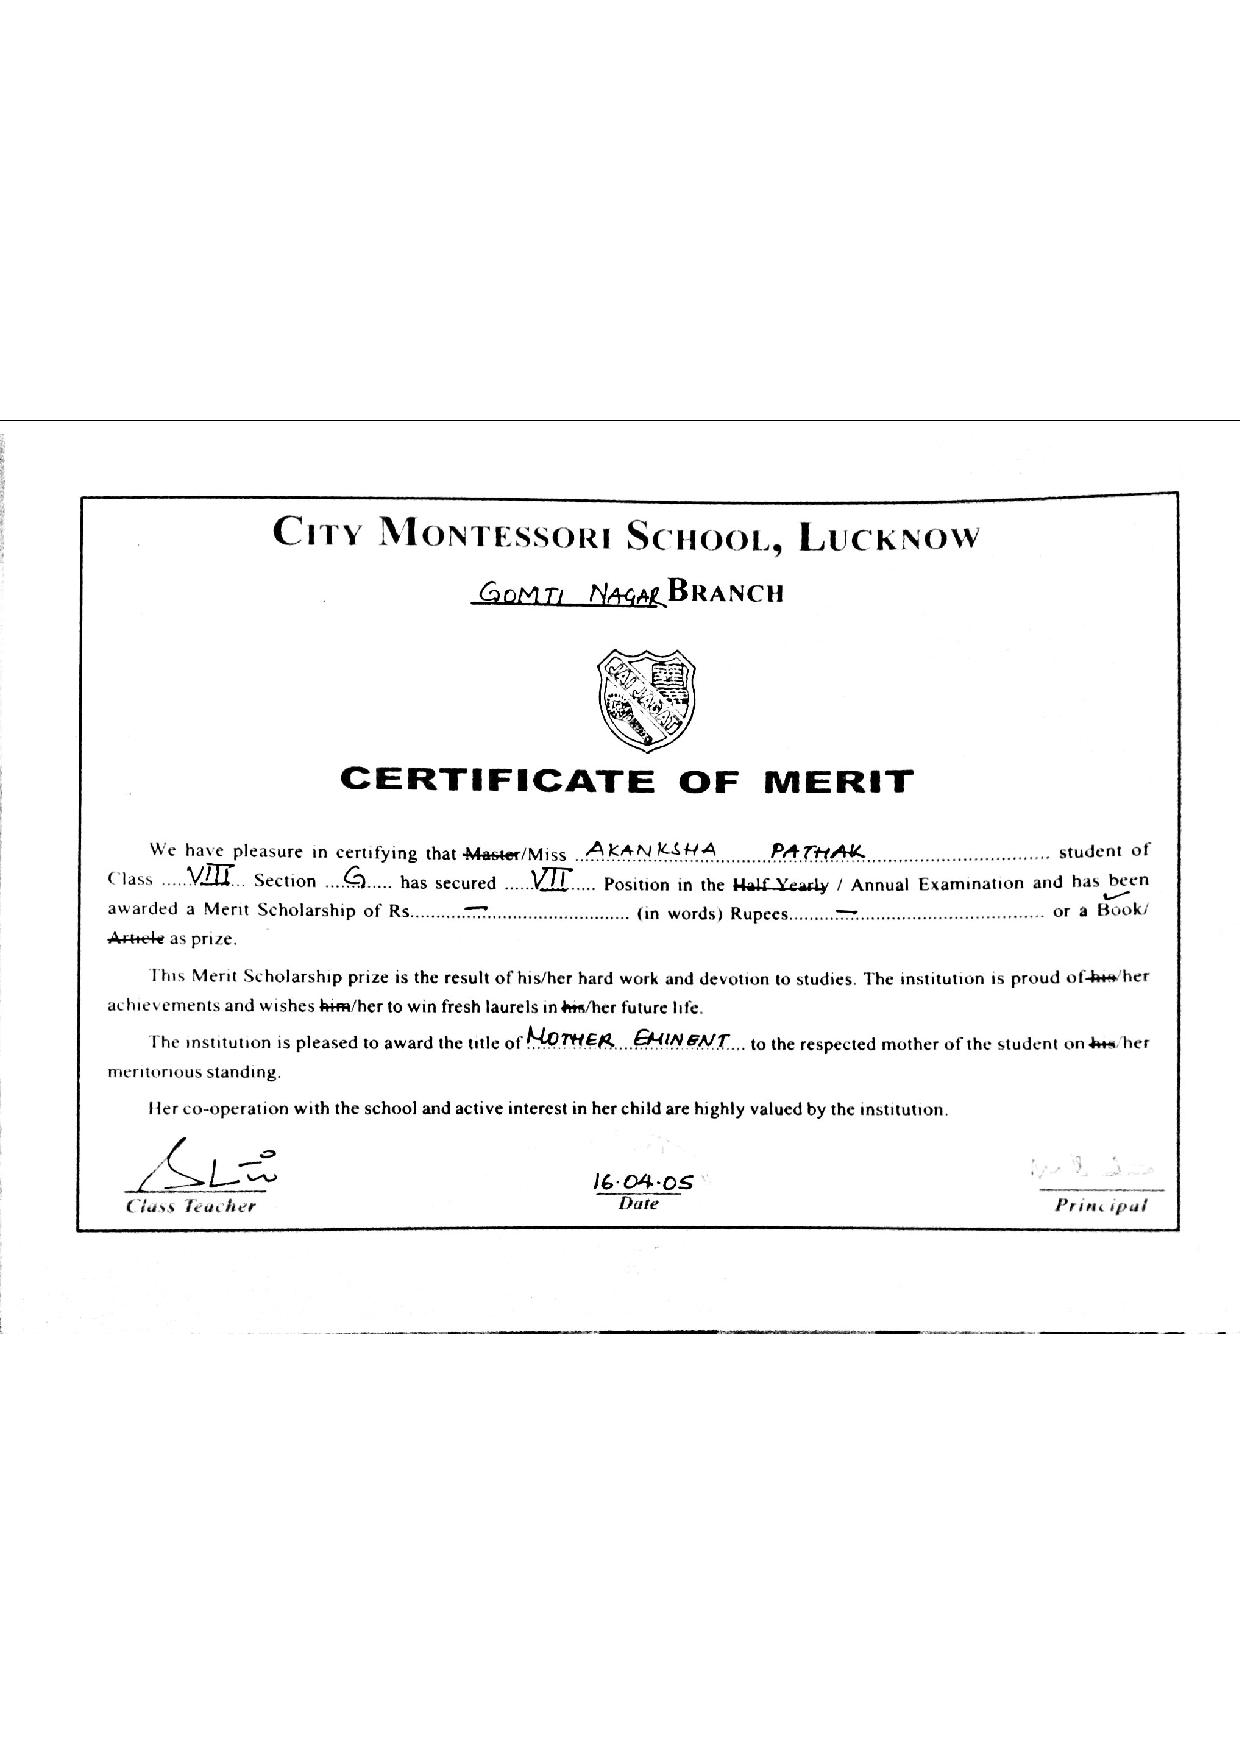 CITY MONTESSORI SCHOOL, LUCKNOW
GOMTI NAGAR BRANCH
JAI JAGAT
CERTIFICATE OF MERIT
We have pleasure in certifying that Master/Miss AKANKSHA PATHAK student of
Class VIII Section G has secured VII Position in the Half Yearly / Annual Examination and has been
awarded a Merit Scholarship of Rs. – (in words) Rupees – or a Book/
Article as prize.
This Merit Scholarship prize is the result of his/her hard work and devotion to studies. The institution is proud of his/her
achievements and wishes him/her to win fresh laurels in his/her future life.
The institution is pleased to award the title of MOTHER EMINENT to the respected mother of the student on his/her
meritorious standing.
Her co-operation with the school and active interest in her child are highly valued by the institution.
16.04.05
Class Teacher Date Principal